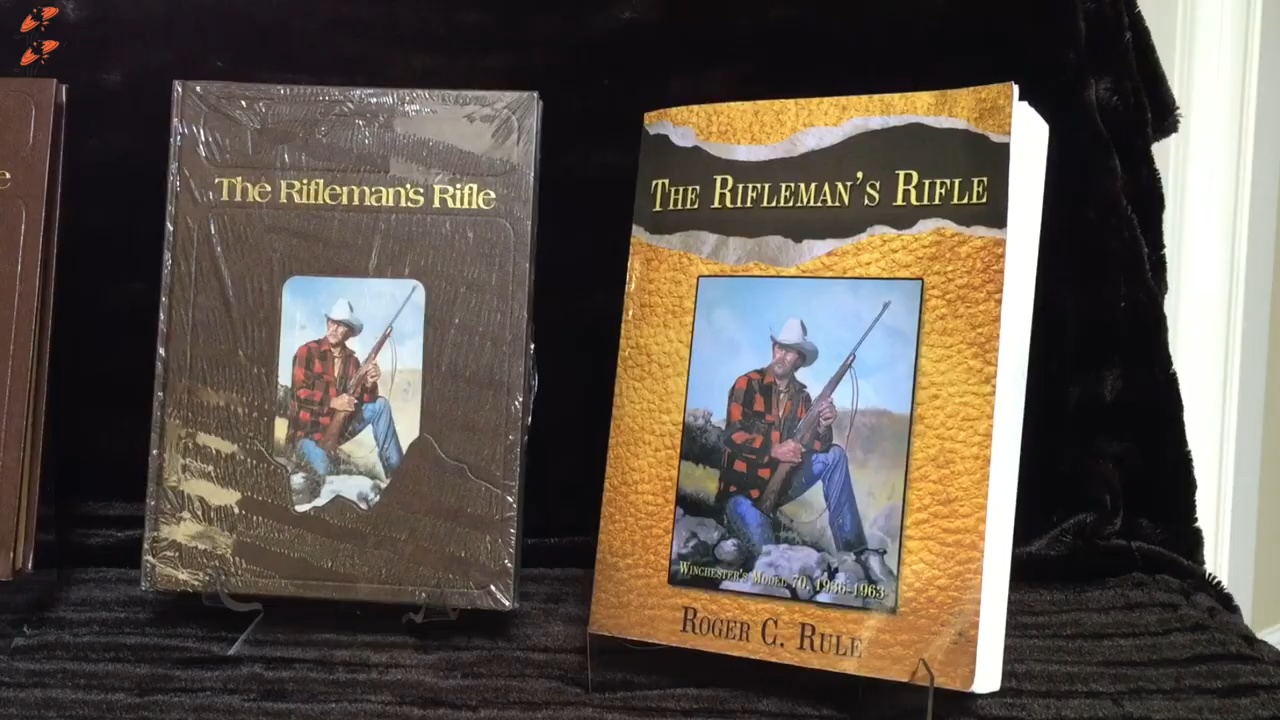 e
The Rifleman's Rifle
The Rifleman's Rifle
Winchester's Model 70, 1936-1963
Roger C. Rule